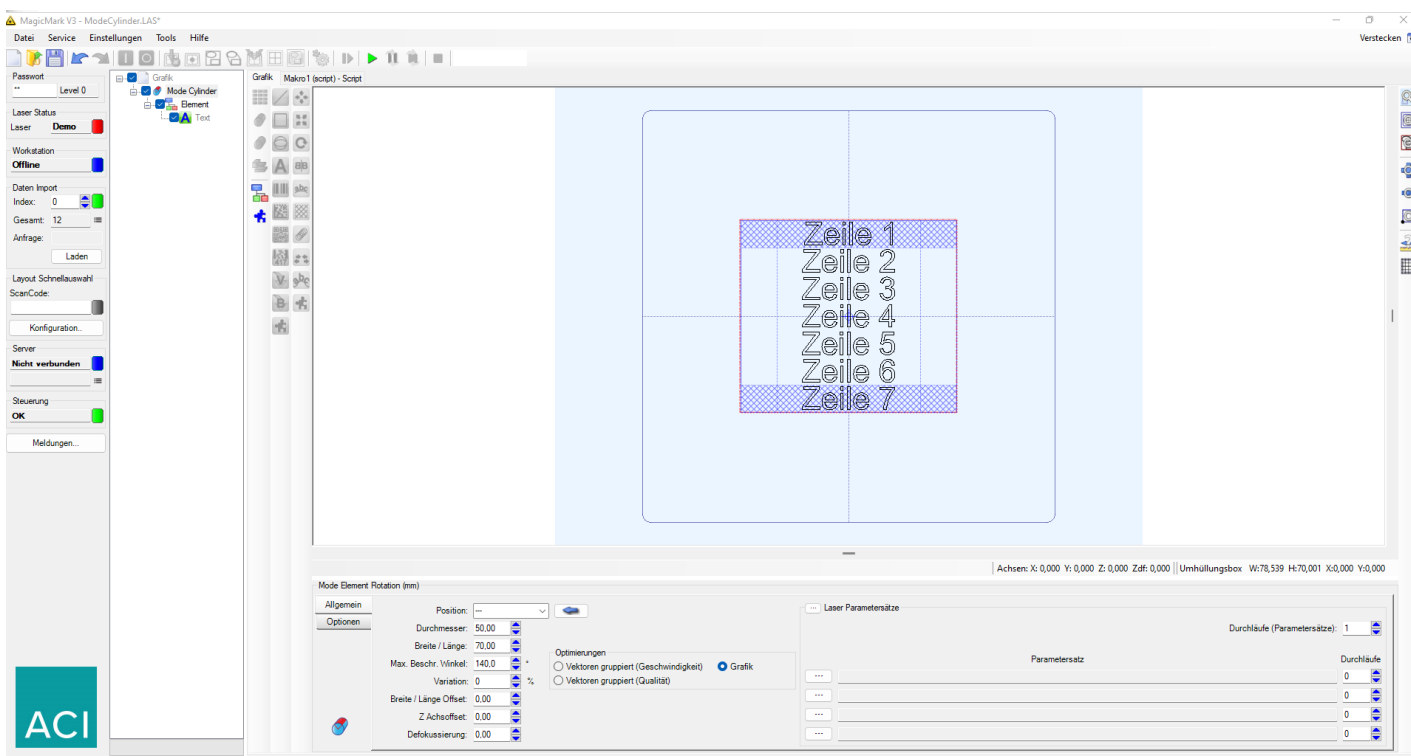 MagicMark V3 - ModeCylinder.LAS*
Datei Service Einstellungen Tools Hilfe
Verstecken
Passwort
** Level 0
Laser Status
Laser Demo
Workstation
Offline
Daten Import
Index: 0
Gesamt: 12
Anfrage:
Laden
Layout Schnellauswahl
ScanCode:
Konfiguration..
Server
Nicht verbunden
Steuerung
OK
Meldungen...
ACI
Grafik
Mode Cylinder
Element
Text
Grafik Makro1 (script) - Script
Zeile 1
Zeile 2
Zeile 3
Zeile 4
Zeile 5
Zeile 6
Zeile 7
Achsen: X: 0,000 Y: 0,000 Z: 0,000 Zdf: 0,000 Umhüllungsbox W:78,539 H:70,001 X:0,000 Y:0,000
Mode Element Rotation (mm)
Allgemein
Optionen
Position: ---
Durchmesser: 50,00
Breite / Länge: 70,00
Max. Beschr. Winkel: 140,0 °
Variation: 0 %
Breite / Länge Offset: 0,00
Z Achsoffset: 0,00
Defokussierung: 0,00
Optimierungen
Vektoren gruppiert (Geschwindigkeit) Grafik
Vektoren gruppiert (Qualität)
... Laser Parametersätze
Durchläufe (Parametersätze): 1
Parametersatz Durchläufe
... 0
... 0
... 0
... 0